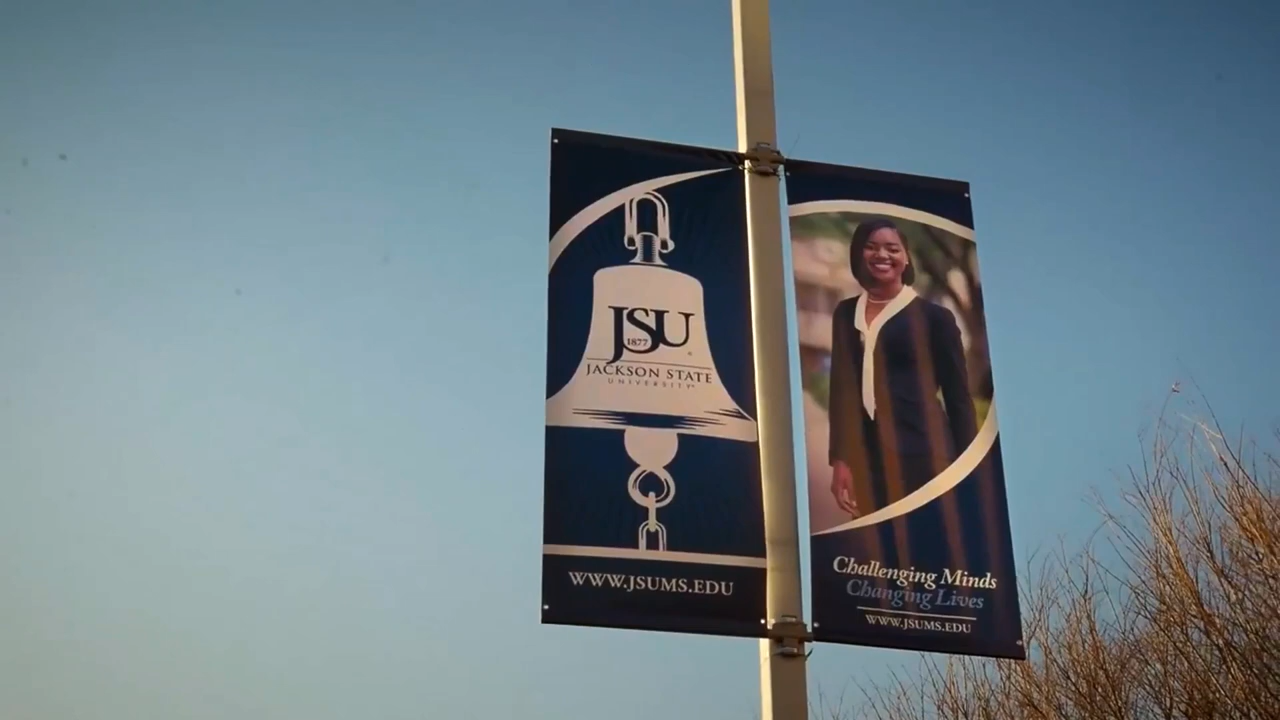 JSU
1877
JACKSON STATE
UNIVERSITY
WWW.JSUMS.EDU
Challenging Minds
Changing Lives
WWW.JSUMS.EDU